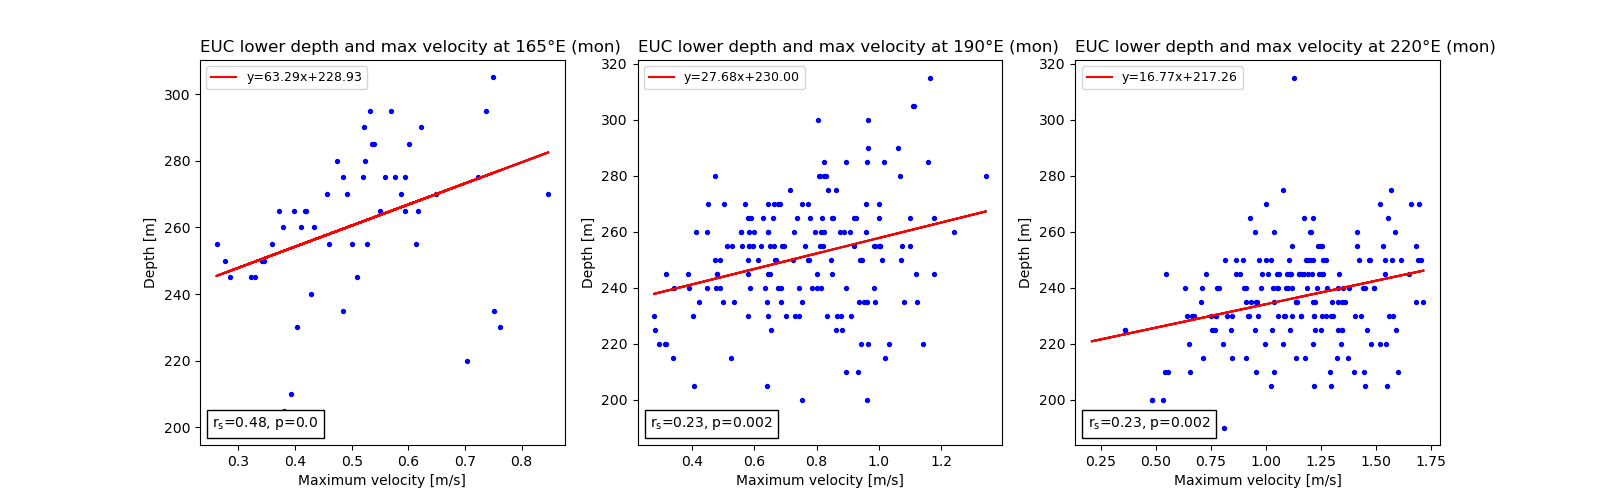 EUC lower depth and max velocity at 165°E (mon)
y=63.29x+228.93
Depth [m]
300
280
260
240
220
200
rs=0.48, p=0.0
0.3 0.4 0.5 0.6 0.7 0.8
Maximum velocity [m/s]
EUC lower depth and max velocity at 190°E (mon)
y=27.68x+230.00
Depth [m]
320
300
280
260
240
220
200
rs=0.23, p=0.002
0.4 0.6 0.8 1.0 1.2
Maximum velocity [m/s]
EUC lower depth and max velocity at 220°E (mon)
y=16.77x+217.26
Depth [m]
320
300
280
260
240
220
200
rs=0.23, p=0.002
0.25 0.50 0.75 1.00 1.25 1.50 1.75
Maximum velocity [m/s]